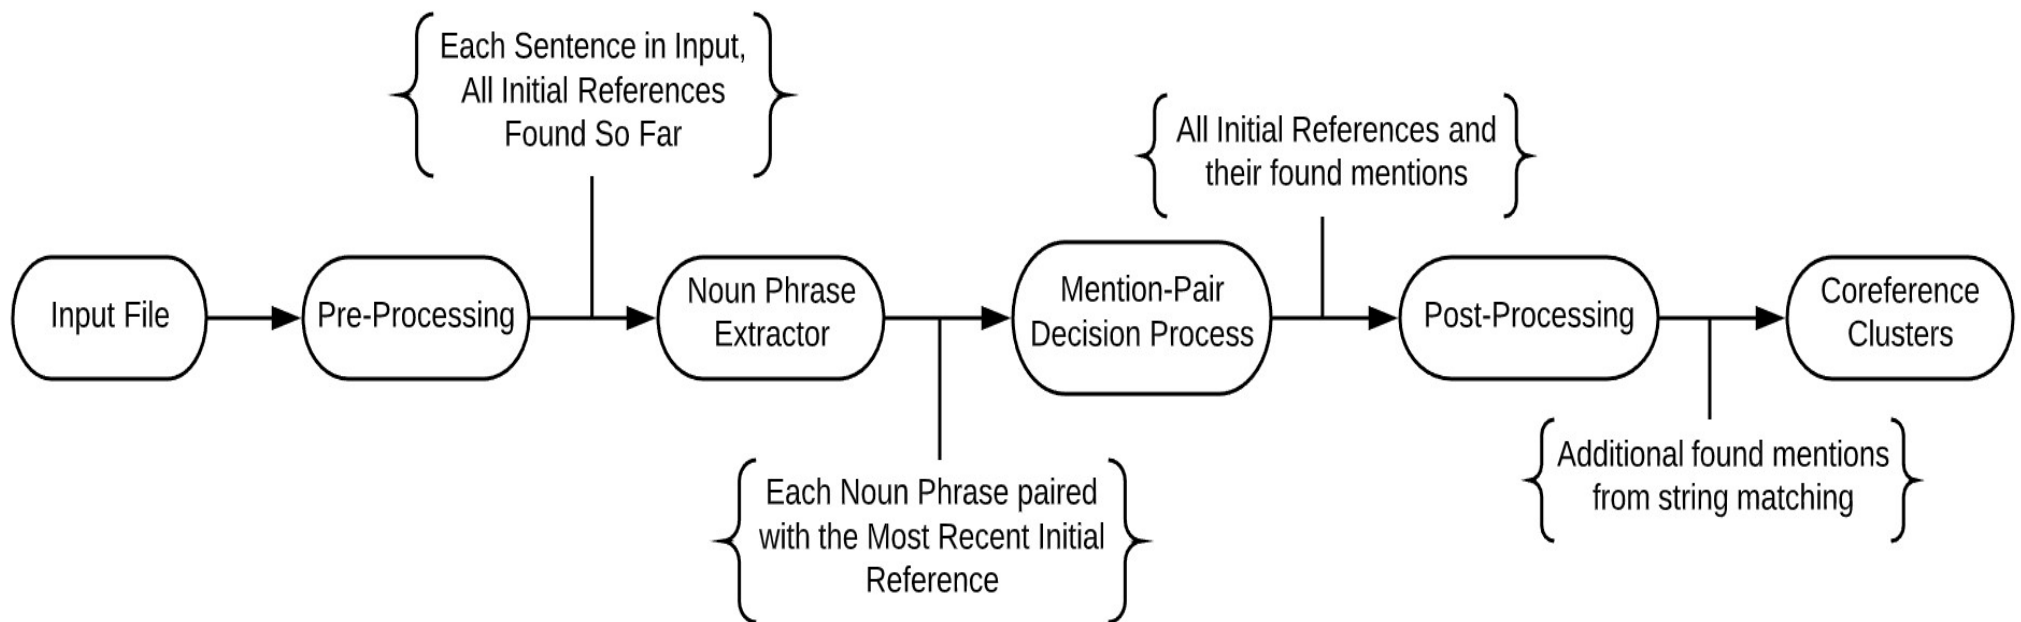 Each Sentence in Input,
All Initial References
Found So Far
All Initial References and
their found mentions
Input File
Pre-Processing
Noun Phrase
Extractor
Mention-Pair
Decision Process
Post-Processing
Coreference
Clusters
Each Noun Phrase paired
with the Most Recent Initial
Reference
Additional found mentions
from string matching